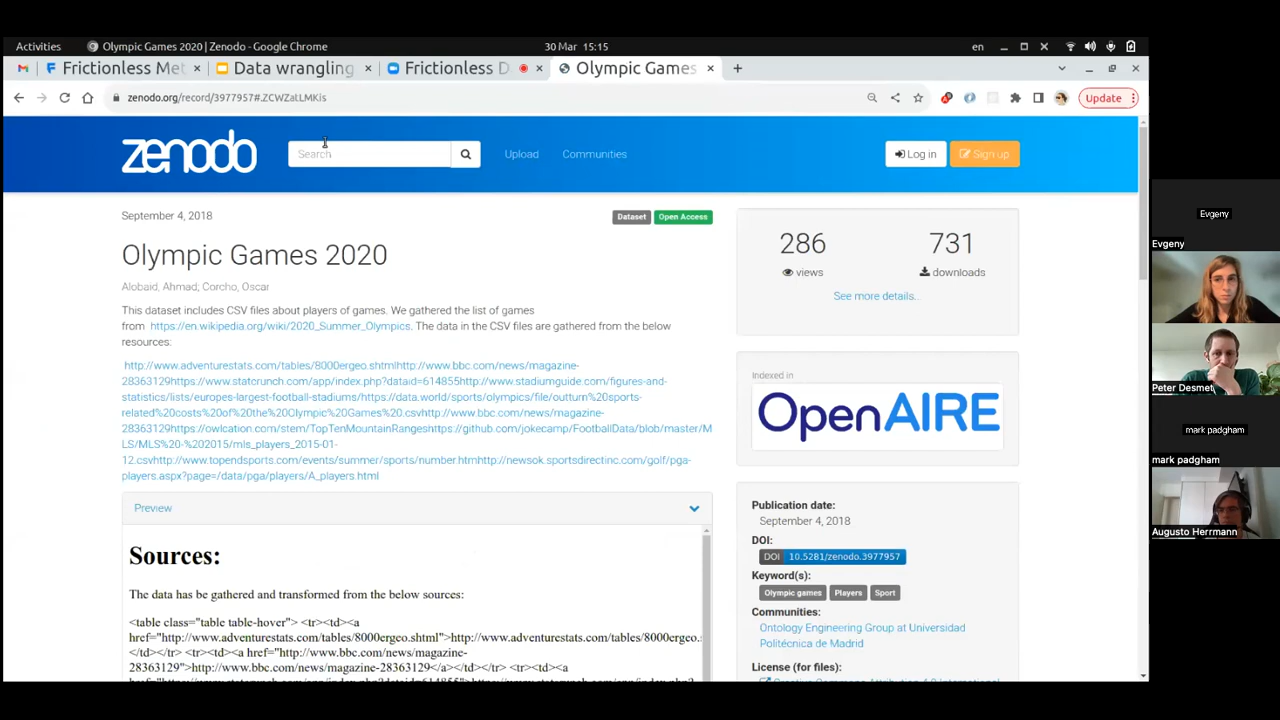 Activities
Olympic Games 2020 | Zenodo - Google Chrome
30 Mar 15:15
en
Frictionless Met
Data wrangling
Frictionless D
Olympic Games
zenodo.org/record/3977957#.ZCWZatLMKis
Update
zenodo
Search
Upload
Communities
Log in
Sign up
September 4, 2018
Dataset
Open Access
Olympic Games 2020
Alobaid, Ahmad; Corcho, Oscar
This dataset includes CSV files about players of games. We gathered the list of games
from https://en.wikipedia.org/wiki/2020_Summer_Olympics. The data in the CSV files are gathered from the below
resources:
http://www.adventurestats.com/tables/8000ergeo.shtmlhttp://www.bbc.com/news/magazine-
28363129https://www.statcrunch.com/app/index.php?dataid=614855http://www.stadiumguide.com/figures-and-
statistics/lists/europes-largest-football-stadiums/https://data.world/sports/olympics/file/outturn%20sports-
related%20costs%20of%20the%20Olympic%20Games%20.csvhttp://www.bbc.com/news/magazine-
28363129https://owlcation.com/stem/TopTenMountainRangeshttps://github.com/jokecamp/FootballData/blob/master/M
LS/MLS%20-%202015/mls_players_2015-01-
12.csvhttp://www.topendsports.com/events/summer/sports/number.htmhttp://newsok.sportsdirectinc.com/golf/pga-
players.aspx?page=/data/pga/players/A_players.html
Preview
Sources:
The data has be gathered and transformed from the below sources:
<table class="table table-hover"> <tr><td><a
href="http://www.adventurestats.com/tables/8000ergeo.shtml">http://www.adventurestats.com/tables/8000ergeo.s
</td></tr> <tr><td><a href="http://www.bbc.com/news/magazine-
28363129">http://www.bbc.com/news/magazine-28363129</a></td></tr> <tr><td><a
286
views
731
downloads
See more details...
Indexed in
OpenAIRE
Publication date:
September 4, 2018
DOI:
DOI 10.5281/zenodo.3977957
Keyword(s):
Olympic games
Players
Sport
Communities:
Ontology Engineering Group at Universidad
Politécnica de Madrid
License (for files):
Creative Commons Attribution 4.0 International
Evgeny
Evgeny
Peter Desmet
mark padgham
mark padgham
Augusto Herrmann